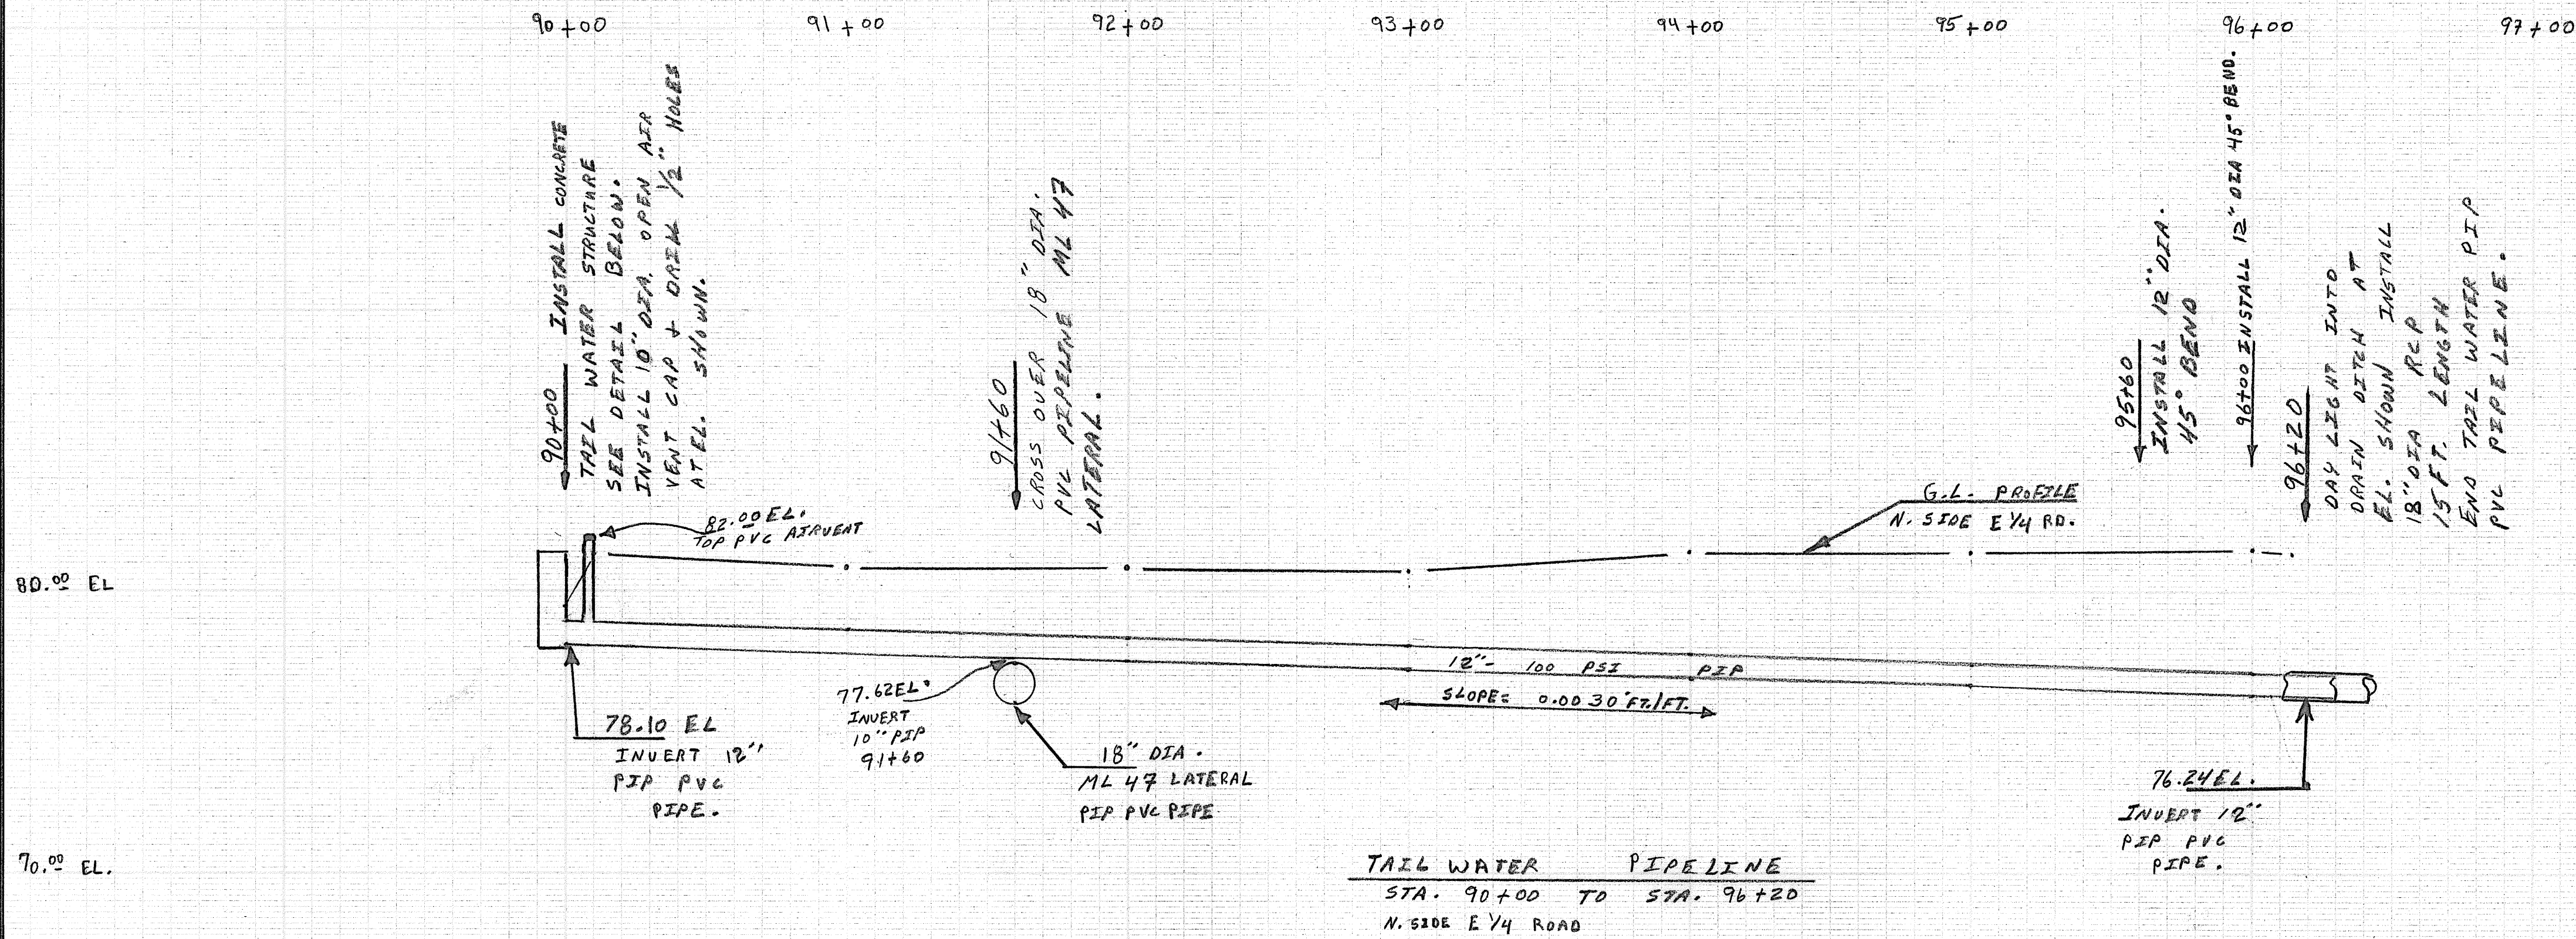 90+00 91+00 92+00 93+00 94+00 95+00 96+00 97+00
90+00 INSTALL CONCRETE
TAIL WATER STRUCTURE
SEE DETAIL BELOW.
INSTALL 10" DIA. OPEN AIR
VENT CAP + DRILL 1/2" HOLES
AT EL. SHOWN.
91+60
CROSS OVER 18" DIA.
PVC PIPELINE ML 47
LATERAL.
95+60
INSTALL 12" DIA.
45° BEND
96+00 INSTALL 12" DIA 45° BEND.
96+20
DAY LIGHT INTO
DRAIN DITCH AT
EL. SHOWN INSTALL
18" DIA RCP
15 FT. LENGTH
END TAIL WATER PIP
PVC PIPELINE.
82.00 EL.
TOP PVC AIRVENT
G.L. PROFILE
N. SIDE E 1/4 RD.
80.00 EL
12"- 100 PSI PIP
SLOPE= 0.0030 FT./FT.
78.10 EL
INVERT 12"
PIP PVC
PIPE.
77.62 EL.
INVERT
10" PIP
91+60
18" DIA.
ML 47 LATERAL
PIP PVC PIPE
76.24 EL.
INVERT 12"
PIP PVC
PIPE.
70.00 EL.
TAIL WATER PIPELINE
STA. 90+00 TO STA. 96+20
N. SIDE E 1/4 ROAD